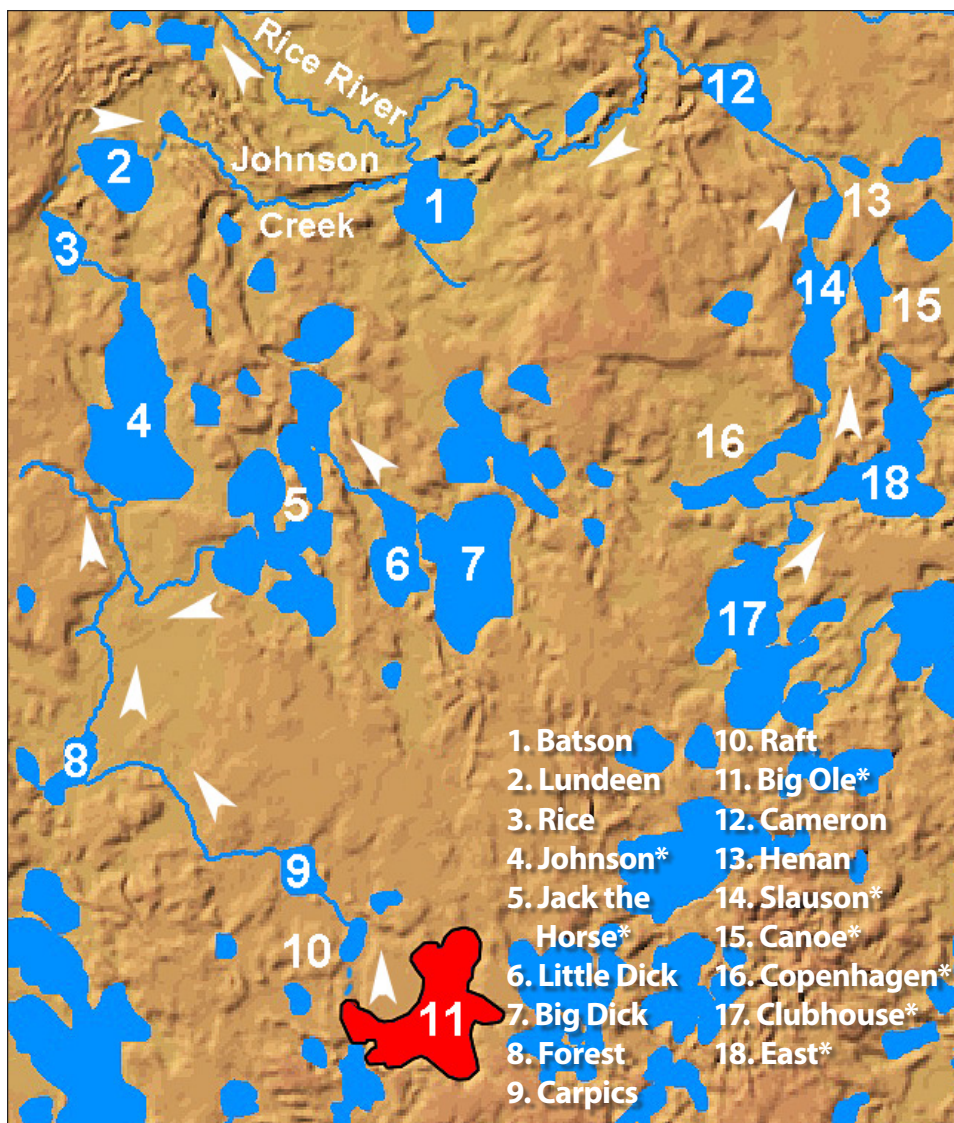 Rice River
12
2
Johnson
1
13
Creek
3
14
15
4
16
5
18
6
7
17
8
1. Batson
2. Lundeen
3. Rice
4. Johnson*
5. Jack the
Horse*
6. Little Dick
7. Big Dick
8. Forest
9. Carpics
10. Raft
11. Big Ole*
12. Cameron
13. Henan
14. Slauson*
15. Canoe*
16. Copenhagen*
17. Clubhouse*
18. East*
9
10
11